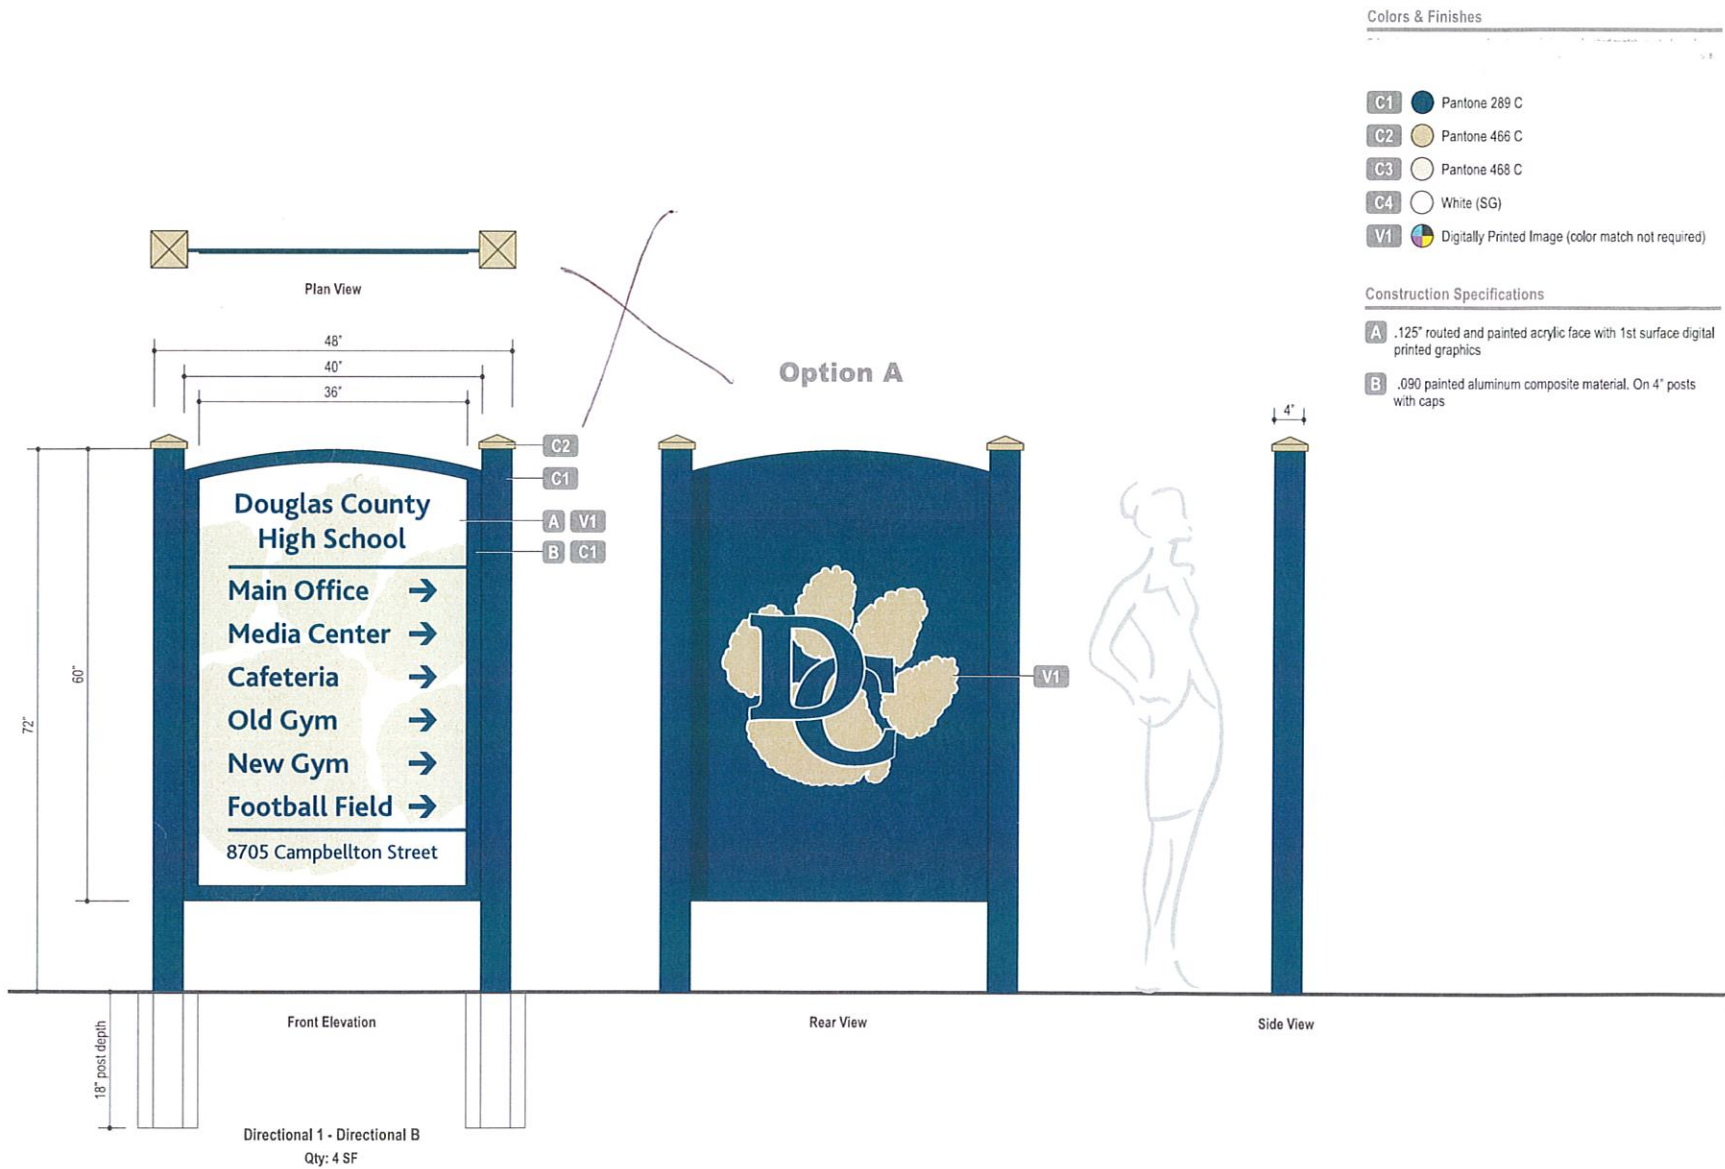 Colors & Finishes
C1 Pantone 289 C
C2 Pantone 466 C
C3 Pantone 468 C
C4 White (SG)
V1 Digitally Printed Image (color match not required)
Construction Specifications
A .125" routed and painted acrylic face with 1st surface digital
printed graphics
B .090 painted aluminum composite material. On 4" posts
with caps
Plan View
48"
40"
36"
Option A
4"
C2
C1
A V1
B C1
Douglas County
High School
Main Office →
Media Center →
Cafeteria →
Old Gym →
New Gym →
Football Field →
8705 Campbellton Street
60"
72"
DC
V1
Front Elevation
Rear View
Side View
18" post depth
Directional 1 - Directional B
Qty: 4 SF